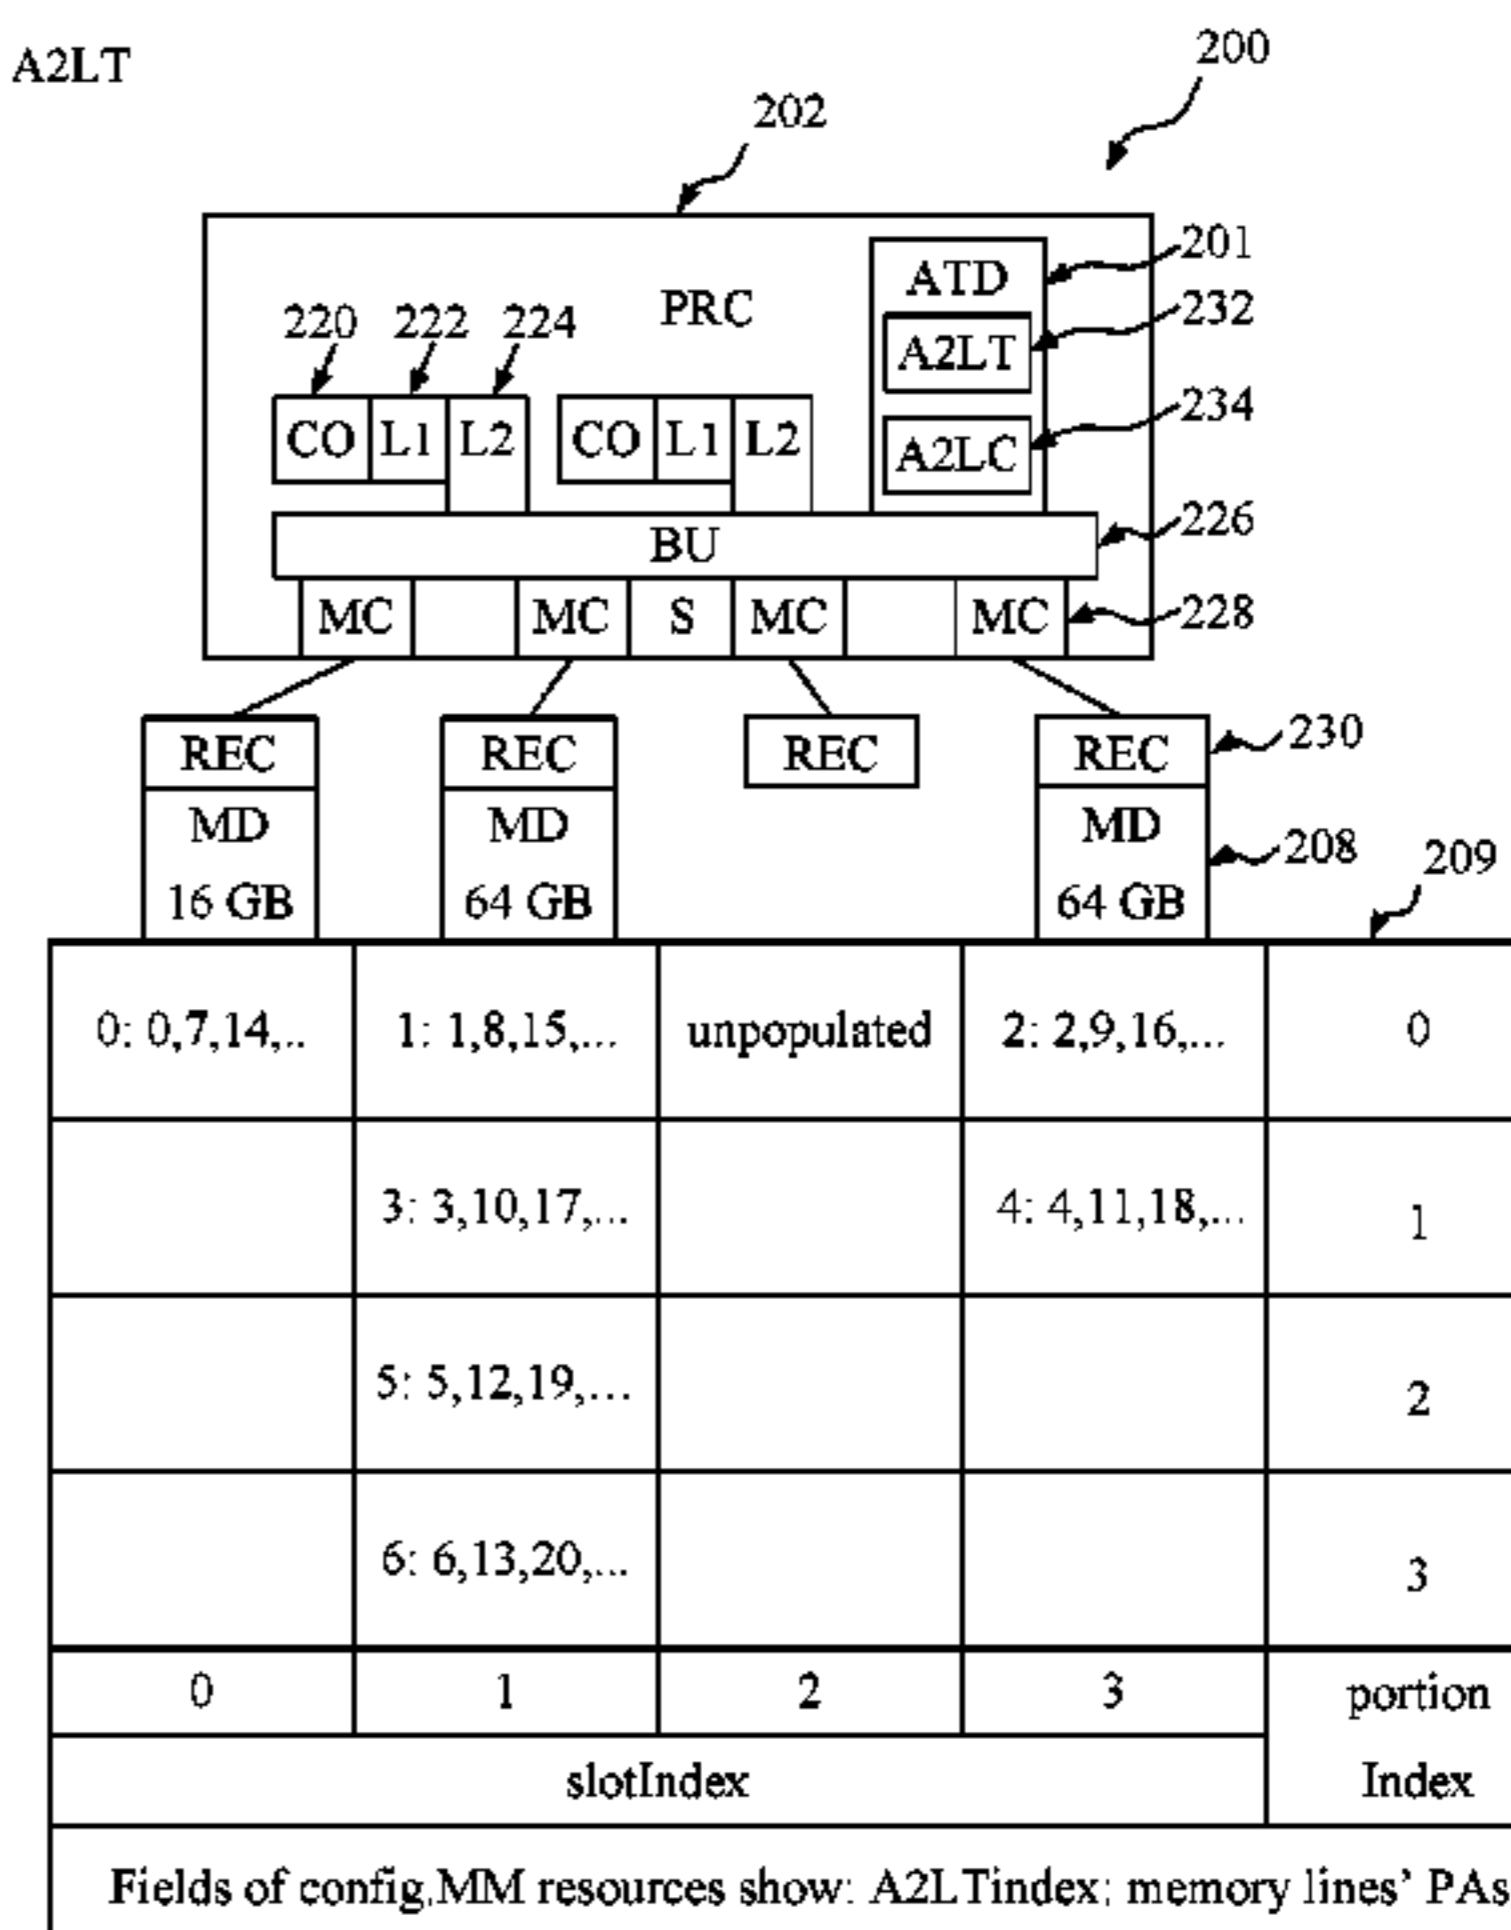 A2LT
200
202
201
ATD
232
PRC
220 222 224
A2LT
234
CO L1 L2 CO L1 L2
A2LC
226
BU
MC MC S MC MC
228
REC REC REC REC
230
MD MD MD
208
209
16 GB 64 GB 64 GB
0: 0,7,14,.. 1: 1,8,15,... unpopulated 2: 2,9,16,... 0
3: 3,10,17,... 4: 4,11,18,... 1
5: 5,12,19,... 2
6: 6,13,20,... 3
0 1 2 3 portion
slotIndex Index
Fields of config.MM resources show: A2LTindex: memory lines’ PAs